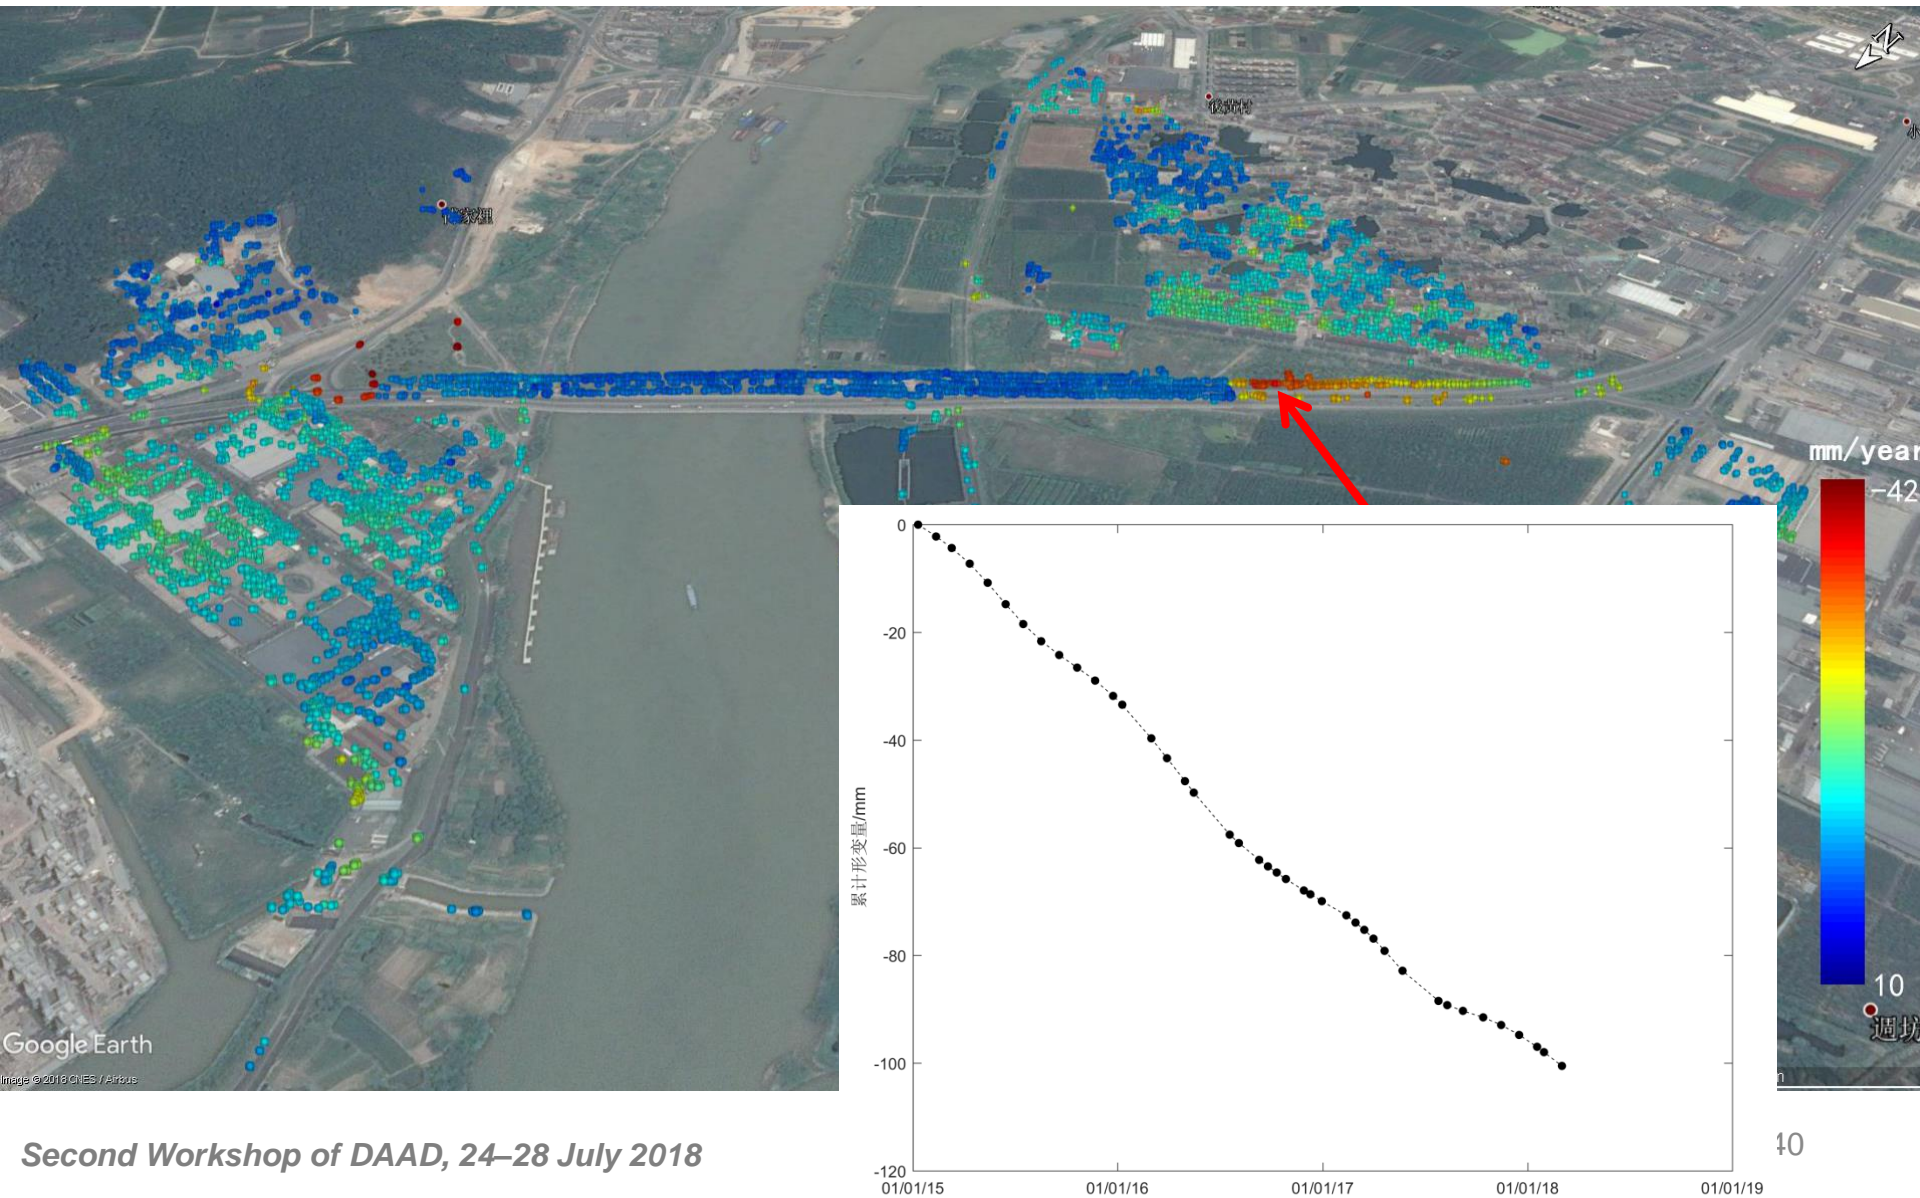 N
mm/year
-42
10
0
-20
-40
-60
-80
-100
-120
累计形变量/mm
01/01/15
01/01/16
01/01/17
01/01/18
01/01/19
Google Earth
Image © 2018 CNES / Airbus
Second Workshop of DAAD, 24–28 July 2018
40